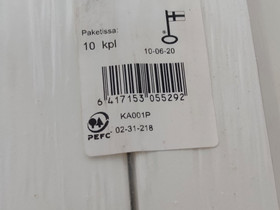 Paketissa:
10 kpl
10-06-20
6 417153 055292
KA001P
PEFC
02-31-218